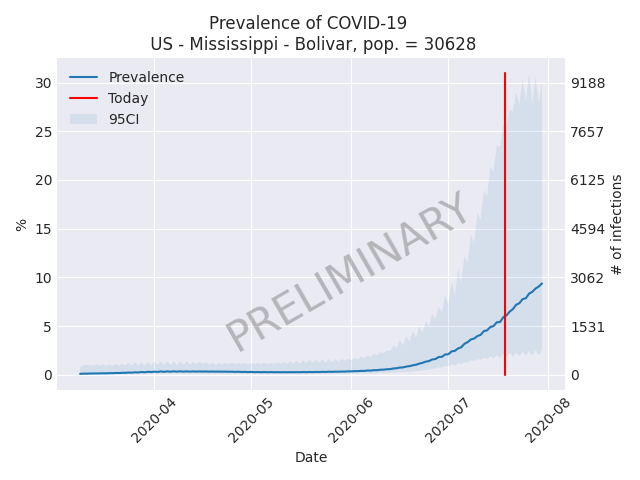 Prevalence of COVID-19
US - Mississippi - Bolivar, pop. = 30628
Prevalence
Today
95CI
30
25
20
15
10
5
0
%
9188
7657
6125
4594
3062
1531
0
# of infections
PRELIMINARY
2020-04
2020-05
2020-06
2020-07
2020-08
Date